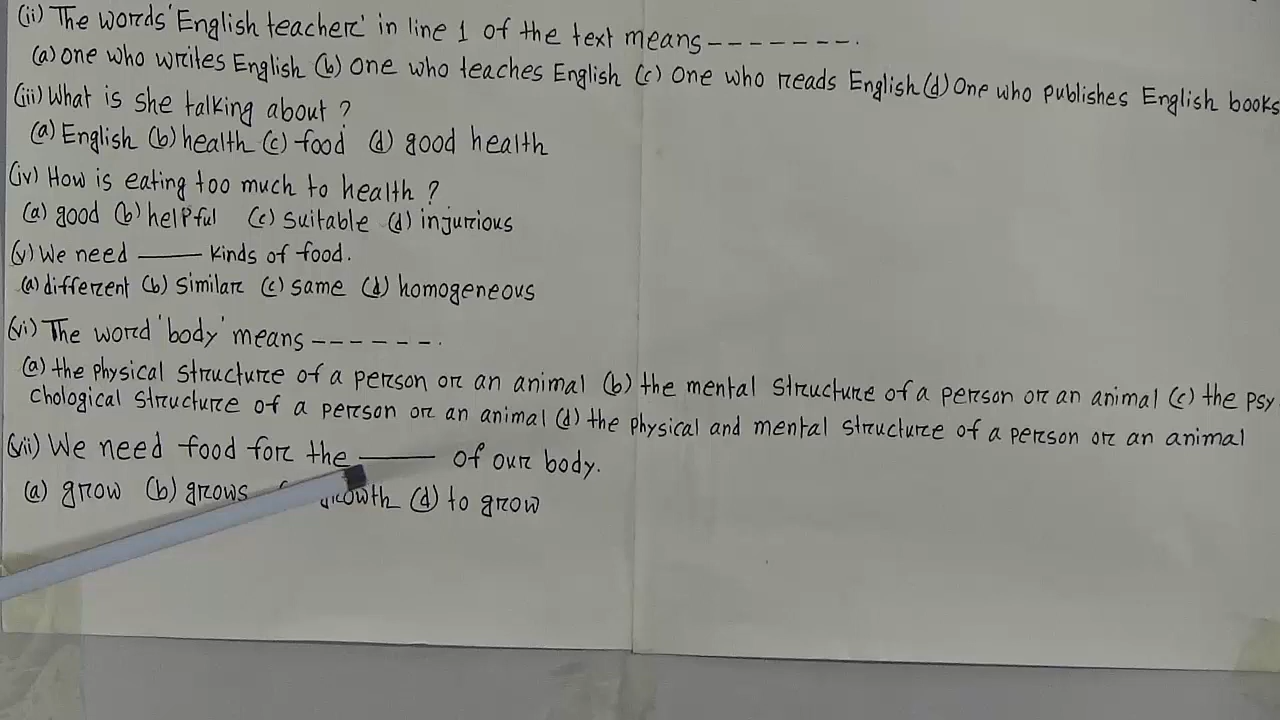 (ii) The words 'English teacher' in line 1 of the text means -------.
(a) one who writes English (b) One who teaches English (c) One who reads English (d) One who publishes English books
(iii) What is she talking about ?
(a) English (b) health (c) food (d) good health
(iv) How is eating too much to health ?
(a) good (b) helpful (c) suitable (d) injurious
(v) We need —— kinds of food.
(a) different (b) similar (c) same (d) homogeneous
(vi) The word 'body' means ------.
(a) the physical structure of a person or an animal (b) the mental structure of a person or an animal (c) the psy
chological structure of a person or an animal (d) the physical and mental structure of a person or an animal
(vii) We need food for the —— of our body.
(a) grow (b) grows growth (d) to grow